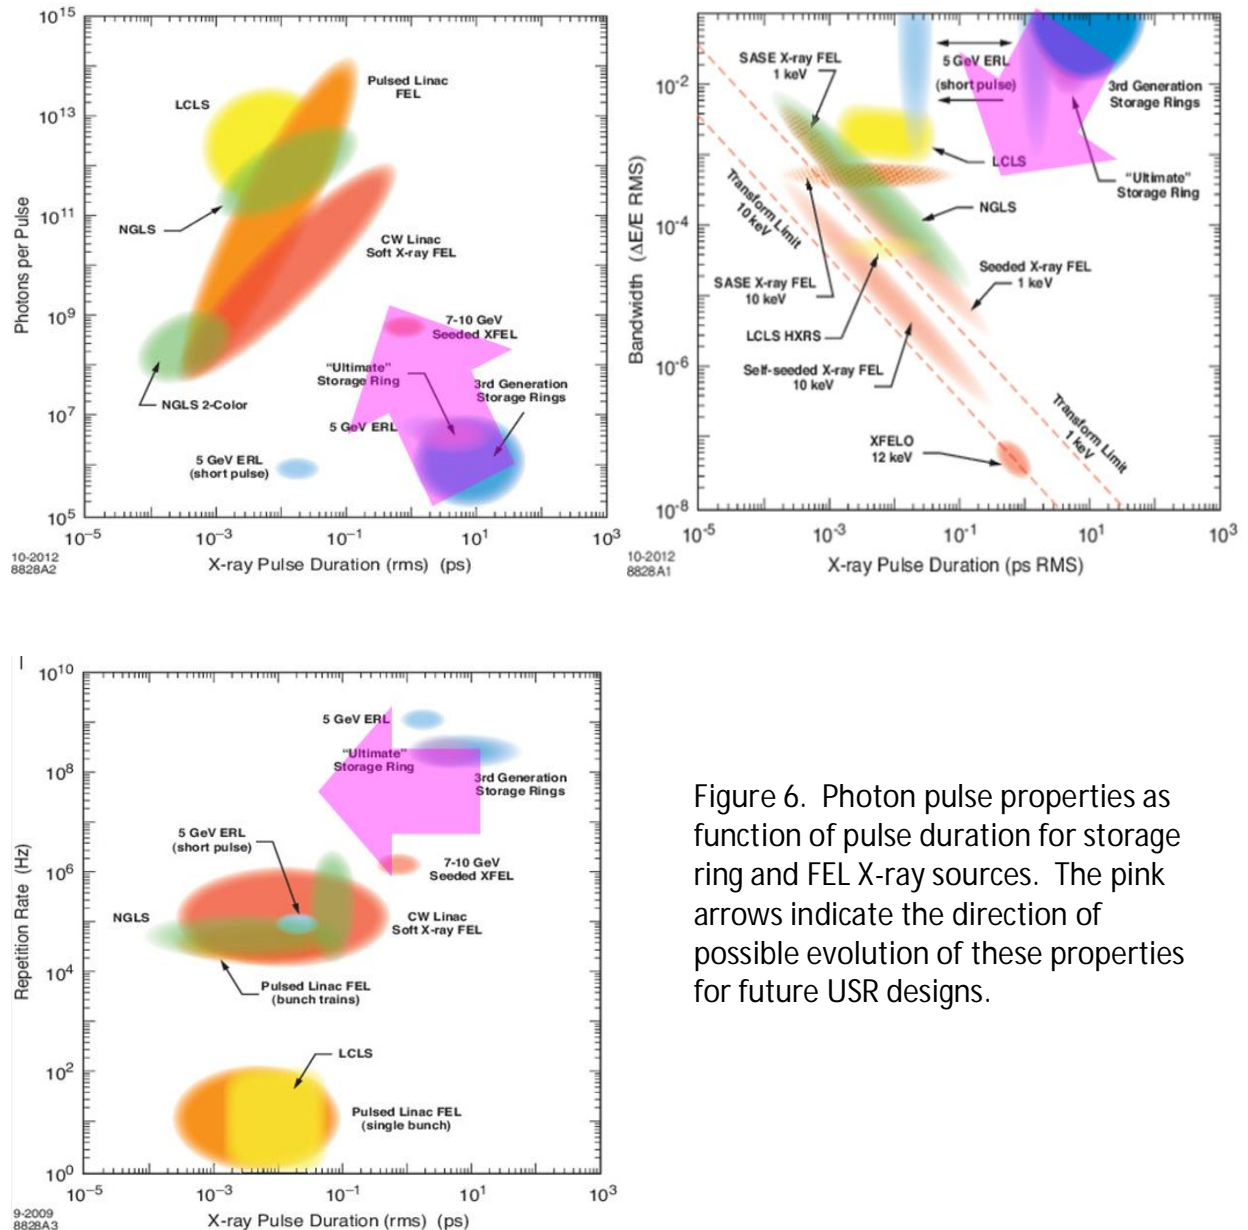 10^15
10^13
10^11
10^9
10^7
10^5
Photons per Pulse
LCLS
Pulsed Linac
FEL
NGLS
CW Linac
Soft X-ray FEL
7-10 GeV
Seeded XFEL
"Ultimate"
Storage Ring
3rd Generation
Storage Rings
NGLS 2-Color
5 GeV ERL
5 GeV ERL
(short pulse)
10^-5
10^-3
10^-1
10^1
10^3
X-ray Pulse Duration (rms) (ps)
10-2012
8828A2
10^-2
10^-4
10^-6
10^-8
Bandwidth (ΔE/E RMS)
SASE X-ray FEL
1 keV
5 GeV ERL
(short pulse)
3rd Generation
Storage Rings
LCLS
"Ultimate"
Storage Ring
Transform Limit
10 keV
NGLS
SASE X-ray FEL
10 keV
Seeded X-ray FEL
1 keV
LCLS HXRS
Self-seeded X-ray FEL
10 keV
XFELO
12 keV
Transform Limit
1 keV
10^-5
10^-3
10^-1
10^1
10^3
X-ray Pulse Duration (ps RMS)
10-2012
8828A1
10^10
10^8
10^6
10^4
10^2
10^0
Repetition Rate (Hz)
5 GeV ERL
"Ultimate"
Storage Ring
3rd Generation
Storage Rings
5 GeV ERL
(short pulse)
7-10 GeV
Seeded XFEL
NGLS
CW Linac
Soft X-ray FEL
Pulsed Linac FEL
(bunch trains)
LCLS
Pulsed Linac FEL
(single bunch)
10^-5
10^-3
10^-1
10^1
10^3
X-ray Pulse Duration (rms) (ps)
9-2009
8828A3
Figure 6. Photon pulse properties as
function of pulse duration for storage
ring and FEL X-ray sources. The pink
arrows indicate the direction of
possible evolution of these properties
for future USR designs.